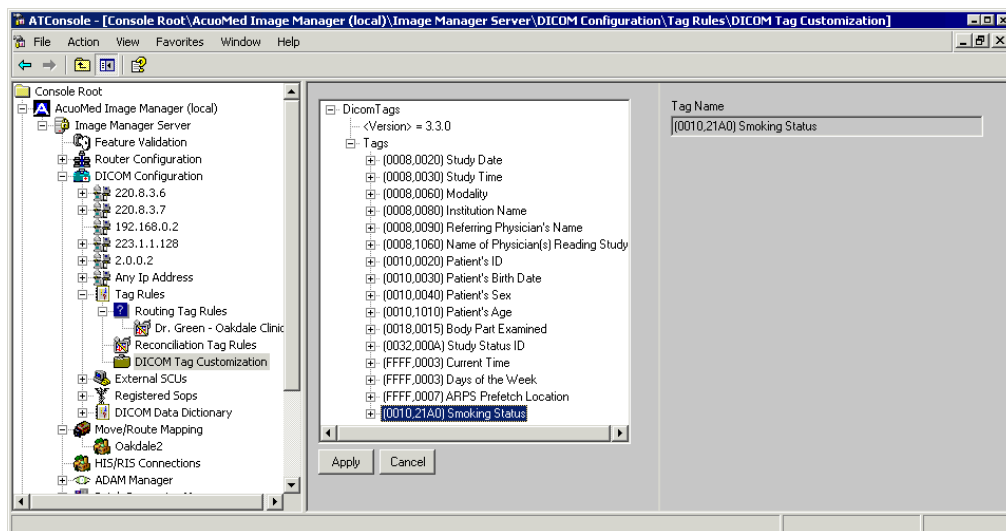 ATConsole - [Console Root\AcuoMed Image Manager (local)\Image Manager Server\DICOM Configuration\Tag Rules\DICOM Tag Customization]
File Action View Favorites Window Help
Console Root
AcuoMed Image Manager (local)
Image Manager Server
Feature Validation
Router Configuration
DICOM Configuration
220.8.3.6
220.8.3.7
192.168.0.2
223.1.1.128
2.0.0.2
Any Ip Address
Tag Rules
Routing Tag Rules
Dr. Green - Oakdale Clinic
Reconciliation Tag Rules
DICOM Tag Customization
External SCUs
Registered Sops
DICOM Data Dictionary
Move/Route Mapping
Oakdale2
HIS/RIS Connections
ADAM Manager
DicomTags
<Version> = 3.3.0
Tags
(0008,0020) Study Date
(0008,0030) Study Time
(0008,0060) Modality
(0008,0080) Institution Name
(0008,0090) Referring Physician's Name
(0008,1060) Name of Physician(s) Reading Study
(0010,0020) Patient's ID
(0010,0030) Patient's Birth Date
(0010,0040) Patient's Sex
(0010,1010) Patient's Age
(0018,0015) Body Part Examined
(0032,000A) Study Status ID
(FFFF,0003) Current Time
(FFFF,0003) Days of the Week
(FFFF,0007) ARPS Prefetch Location
(0010,21A0) Smoking Status
Apply Cancel
Tag Name
(0010,21A0) Smoking Status